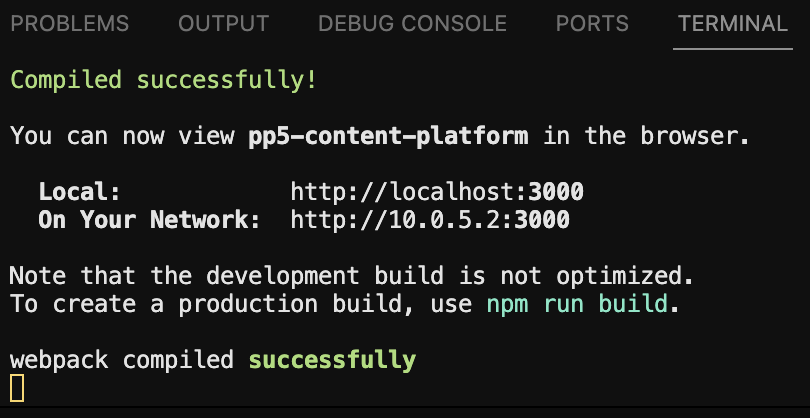 PROBLEMS OUTPUT DEBUG CONSOLE PORTS TERMINAL
Compiled successfully!
You can now view pp5-content-platform in the browser.
Local: http://localhost:3000
On Your Network: http://10.0.5.2:3000
Note that the development build is not optimized.
To create a production build, use npm run build.
webpack compiled successfully